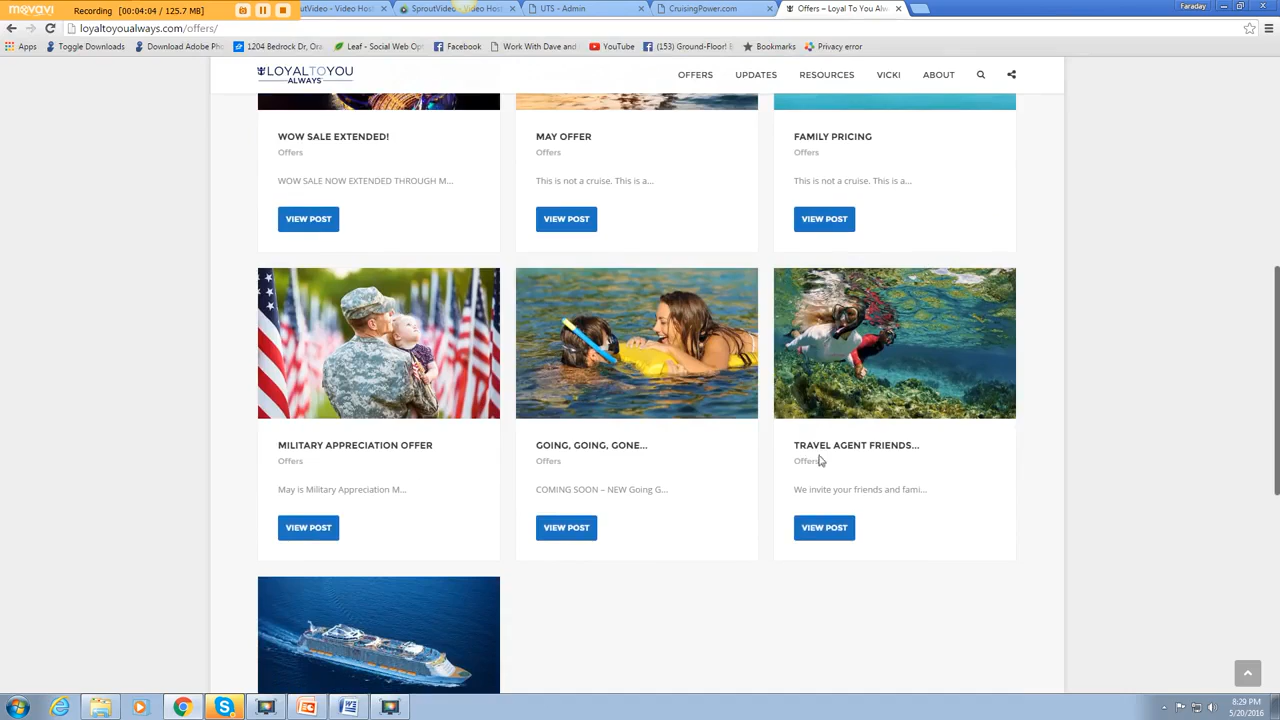 movavi
Recording [00:04:04 / 125.7 MB]
utVideo - Video Host
SproutVideo - Video Host
UTS - Admin
CruisingPower.com
Offers – Loyal To You Alw
Faraday
loyaltoyoualways.com/offers/
Apps
Toggle Downloads
Download Adobe Pho
1204 Bedrock Dr, Ora
Leaf - Social Web Opt
Facebook
Work With Dave and
YouTube
(153) Ground-Floor! B
Bookmarks
Privacy error
LOYALTOYOU
ALWAYS
OFFERS
UPDATES
RESOURCES
VICKI
ABOUT
WOW SALE EXTENDED!
Offers
WOW SALE NOW EXTENDED THROUGH M...
VIEW POST
MAY OFFER
Offers
This is not a cruise. This is a...
VIEW POST
FAMILY PRICING
Offers
This is not a cruise. This is a...
VIEW POST
MILITARY APPRECIATION OFFER
Offers
May is Military Appreciation M...
VIEW POST
GOING, GOING, GONE...
Offers
COMING SOON – NEW Going G...
VIEW POST
TRAVEL AGENT FRIENDS...
Offers
We invite your friends and fami...
VIEW POST
8:29 PM
5/20/2016